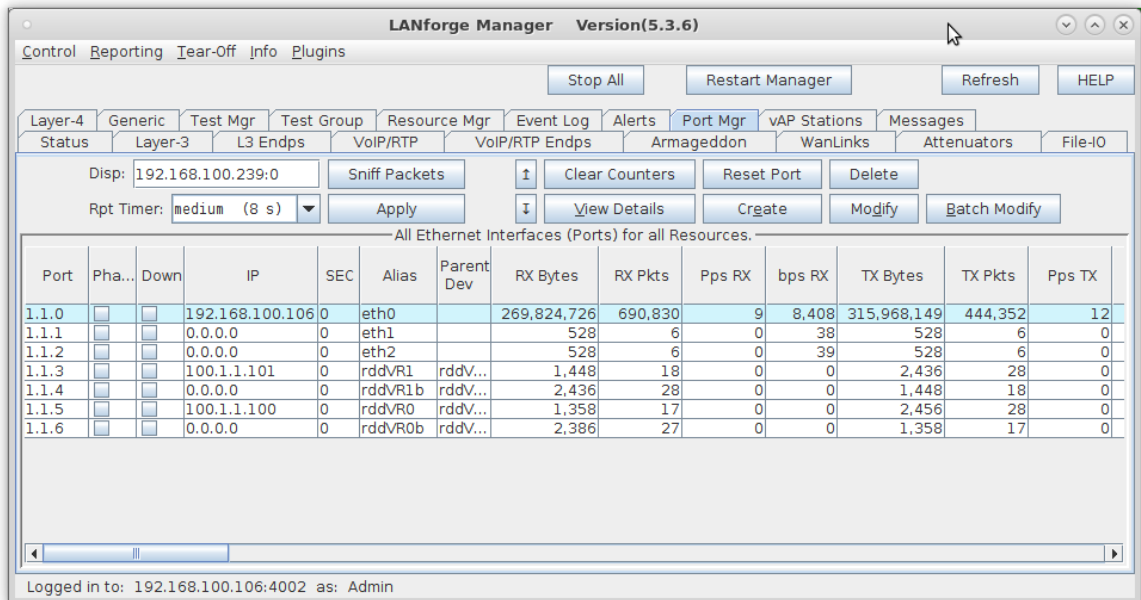 LANforge Manager Version(5.3.6)
Control Reporting Tear-Off Info Plugins
Stop All Restart Manager Refresh HELP
Layer-4 Generic Test Mgr Test Group Resource Mgr Event Log Alerts Port Mgr vAP Stations Messages
Status Layer-3 L3 Endps VoIP/RTP VoIP/RTP Endps Armageddon WanLinks Attenuators File-IO
Disp: 192.168.100.239:0 Sniff Packets ↥ Clear Counters Reset Port Delete
Rpt Timer: medium (8 s) Apply ↧ View Details Create Modify Batch Modify
All Ethernet Interfaces (Ports) for all Resources.
Port Pha... Down IP SEC Alias Parent Dev RX Bytes RX Pkts Pps RX bps RX TX Bytes TX Pkts Pps TX
1.1.0 192.168.100.106 0 eth0 269,824,726 690,830 9 8,408 315,968,149 444,352 12
1.1.1 0.0.0.0 0 eth1 528 6 0 38 528 6 0
1.1.2 0.0.0.0 0 eth2 528 6 0 39 528 6 0
1.1.3 100.1.1.101 0 rddVR1 rddV... 1,448 18 0 0 2,436 28 0
1.1.4 0.0.0.0 0 rddVR1b rddV... 2,436 28 0 0 1,448 18 0
1.1.5 100.1.1.100 0 rddVR0 rddV... 1,358 17 0 0 2,456 28 0
1.1.6 0.0.0.0 0 rddVR0b rddV... 2,386 27 0 0 1,358 17 0
Logged in to: 192.168.100.106:4002 as: Admin